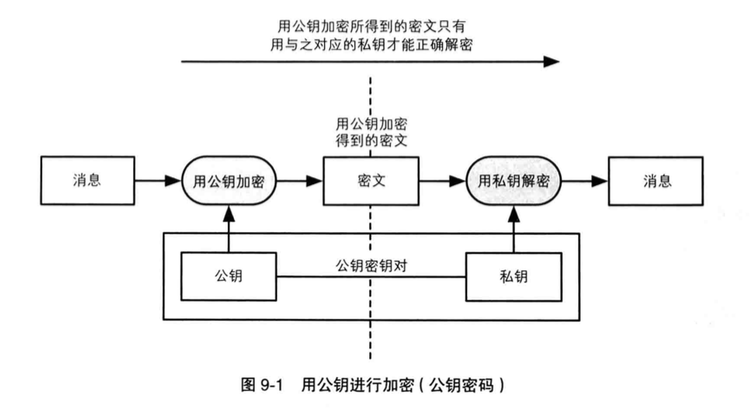 用公钥加密所得到的密文只有
用与之对应的私钥才能正确解密
用公钥加密
得到的密文
消息
用公钥加密
密文
用私钥解密
消息
公钥
公钥密钥对
私钥
图 9-1 用公钥进行加密（公钥密码）